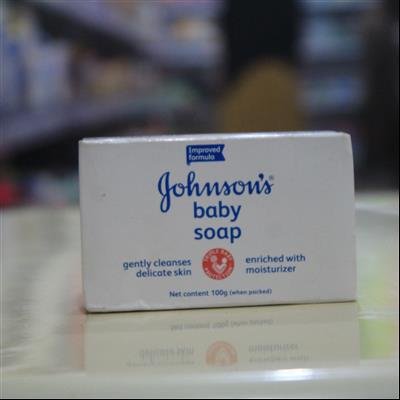 Improved
formula
Johnson's®
baby
soap
gently cleanses
delicate skin
enriched with
moisturizer
Net content 100g (when packed)